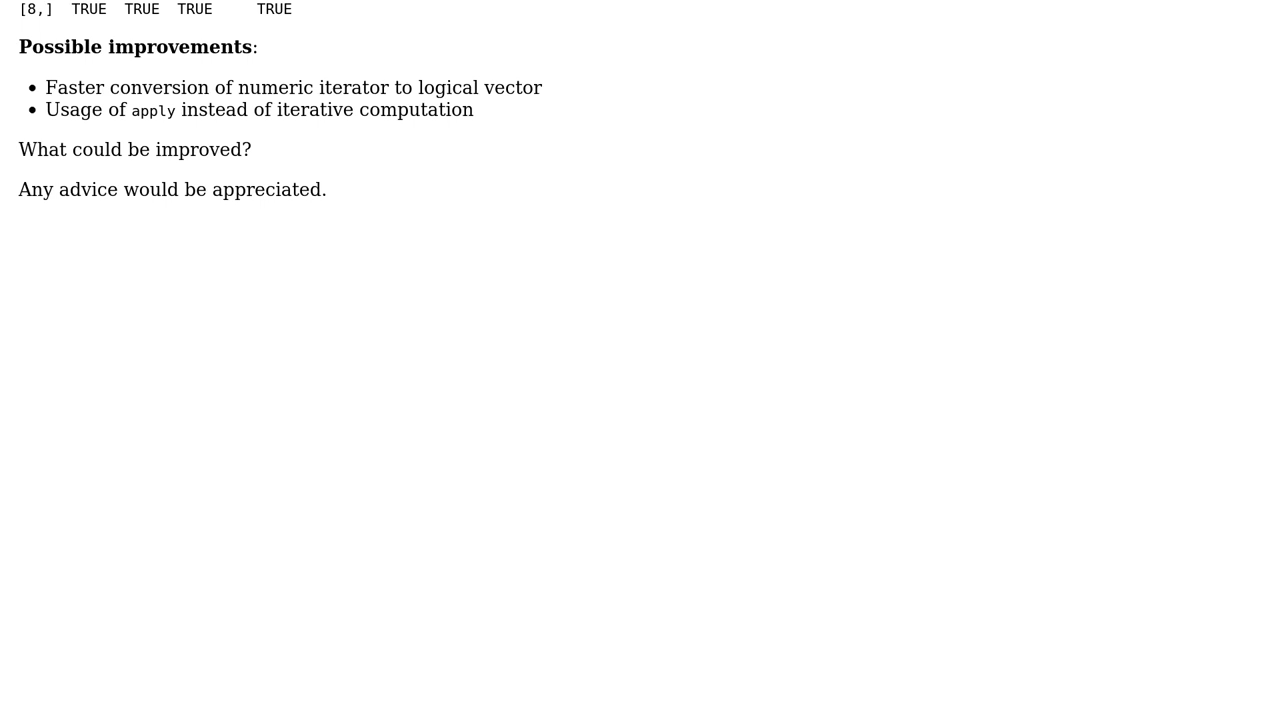 [8,]  TRUE  TRUE  TRUE     TRUE
Possible improvements:
• Faster conversion of numeric iterator to logical vector
• Usage of apply instead of iterative computation
What could be improved?
Any advice would be appreciated.